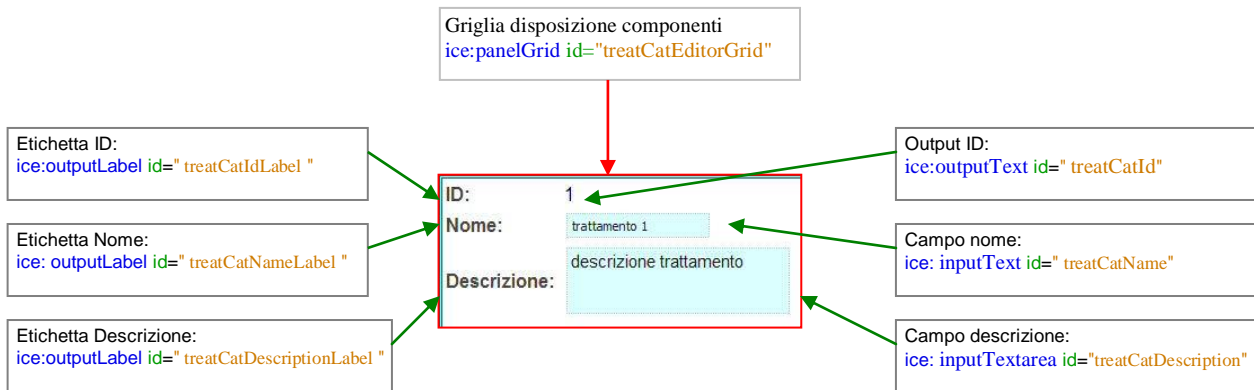 Griglia disposizione componenti
ice:panelGrid id="treatCatEditorGrid"
Etichetta ID:
ice:outputLabel id=" treatCatIdLabel "
Output ID:
ice:outputText id=" treatCatId"
ID: 1
Nome: trattamento 1
Descrizione: descrizione trattamento
Etichetta Nome:
ice: outputLabel id=" treatCatNameLabel "
Campo nome:
ice: inputText id=" treatCatName"
Etichetta Descrizione:
ice:outputLabel id=" treatCatDescriptionLabel "
Campo descrizione:
ice: inputTextarea id="treatCatDescription"